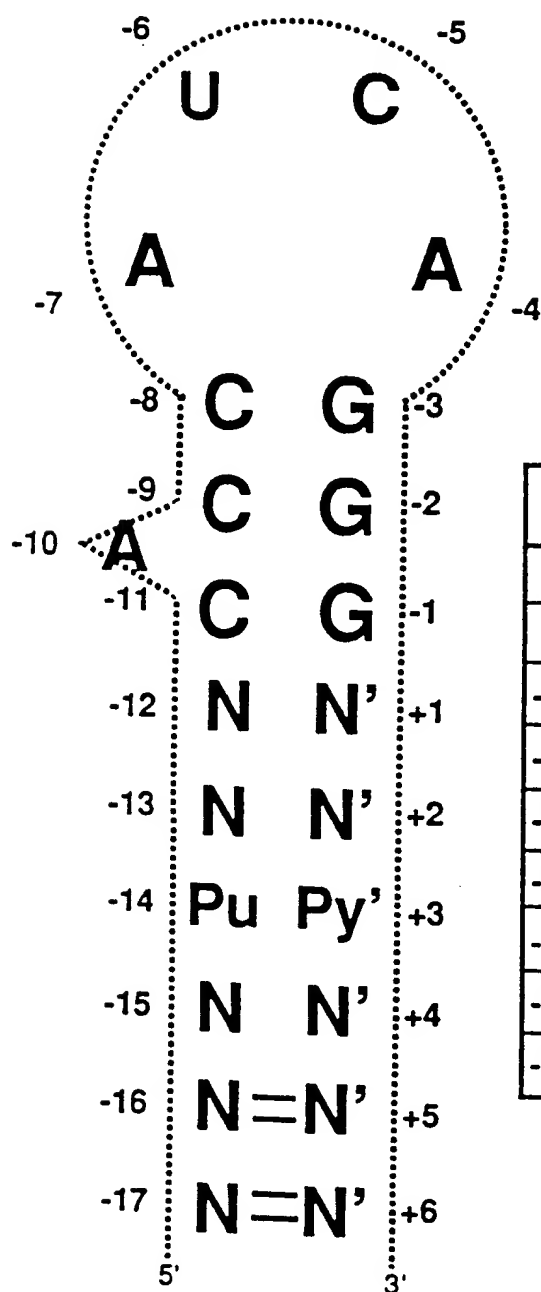 -6 -5
U C
A A
-7 -4
-8 C G -3
-9 C G -2
-10 A
-11 C G -1
-12 N N' +1
-13 N N' +2
-14 Pu Py' +3
-15 N N' +4
-16 N N' +5
-17 N N' +6
5' 3'